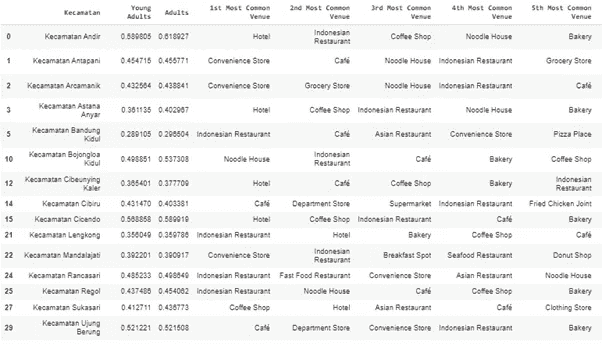 Kecamatan Young Adults Adults 1st Most Common Venue 2nd Most Common Venue 3rd Most Common Venue 4th Most Common Venue 5th Most Common Venue
0 Kecamatan Andir 0.589805 0.618927 Hotel Indonesian Restaurant Coffee Shop Noodle House Bakery
1 Kecamatan Antapani 0.454715 0.455771 Convenience Store Café Noodle House Indonesian Restaurant Grocery Store
2 Kecamatan Arcamanik 0.432564 0.438841 Convenience Store Grocery Store Noodle House Indonesian Restaurant Café
3 Kecamatan Astana Anyar 0.361135 0.402967 Hotel Coffee Shop Indonesian Restaurant Noodle House Bakery
5 Kecamatan Bandung Kidul 0.289105 0.296504 Indonesian Restaurant Café Asian Restaurant Convenience Store Pizza Place
10 Kecamatan Bojongloa Kidul 0.498851 0.537308 Noodle House Indonesian Restaurant Café Bakery Coffee Shop
12 Kecamatan Cibeunying Kaler 0.365401 0.377709 Hotel Café Coffee Shop Bakery Indonesian Restaurant
14 Kecamatan Cibiru 0.431470 0.403381 Café Department Store Supermarket Indonesian Restaurant Fried Chicken Joint
15 Kecamatan Cicendo 0.568858 0.589919 Hotel Coffee Shop Indonesian Restaurant Café Bakery
21 Kecamatan Lengkong 0.356049 0.359786 Indonesian Restaurant Hotel Bakery Coffee Shop Café
22 Kecamatan Mandalajati 0.392201 0.390917 Convenience Store Indonesian Restaurant Breakfast Spot Seafood Restaurant Donut Shop
24 Kecamatan Rancasari 0.485233 0.498649 Indonesian Restaurant Fast Food Restaurant Convenience Store Asian Restaurant Noodle House
25 Kecamatan Regol 0.437486 0.454062 Indonesian Restaurant Noodle House Café Coffee Shop Bakery
27 Kecamatan Sukasari 0.412711 0.436773 Coffee Shop Hotel Asian Restaurant Café Clothing Store
29 Kecamatan Ujung Berung 0.521221 0.521508 Café Department Store Convenience Store Indonesian Restaurant Bakery